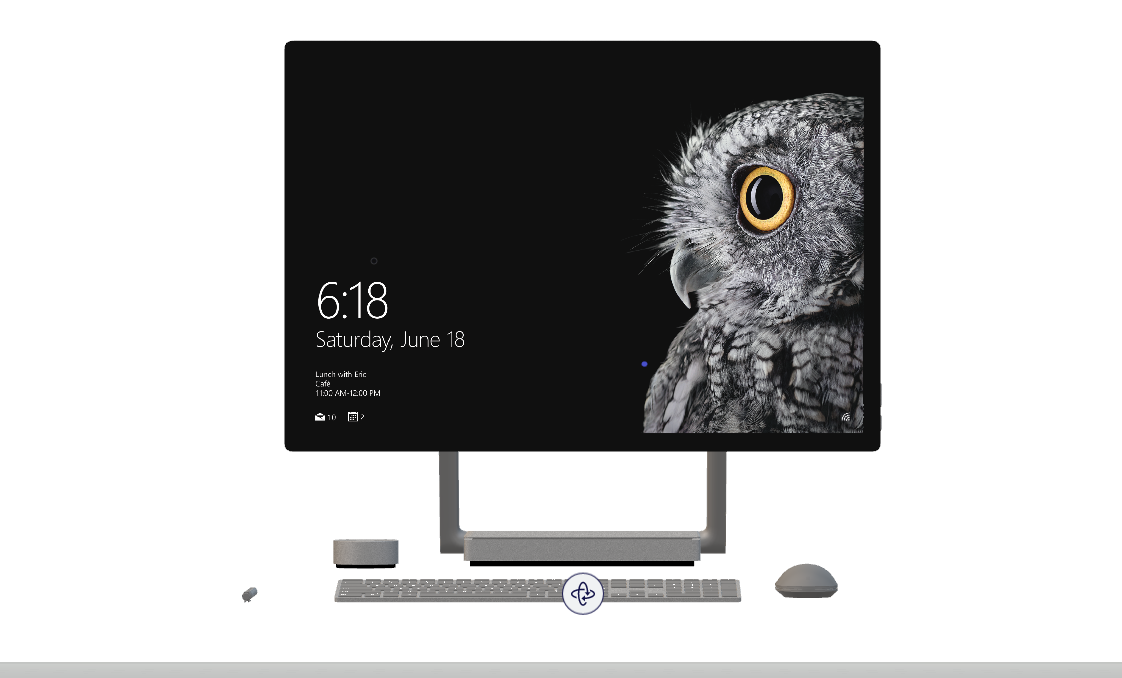 6:18
Saturday, June 18
Lunch with Eric
Café
11:00 AM-12:00 PM
10 2